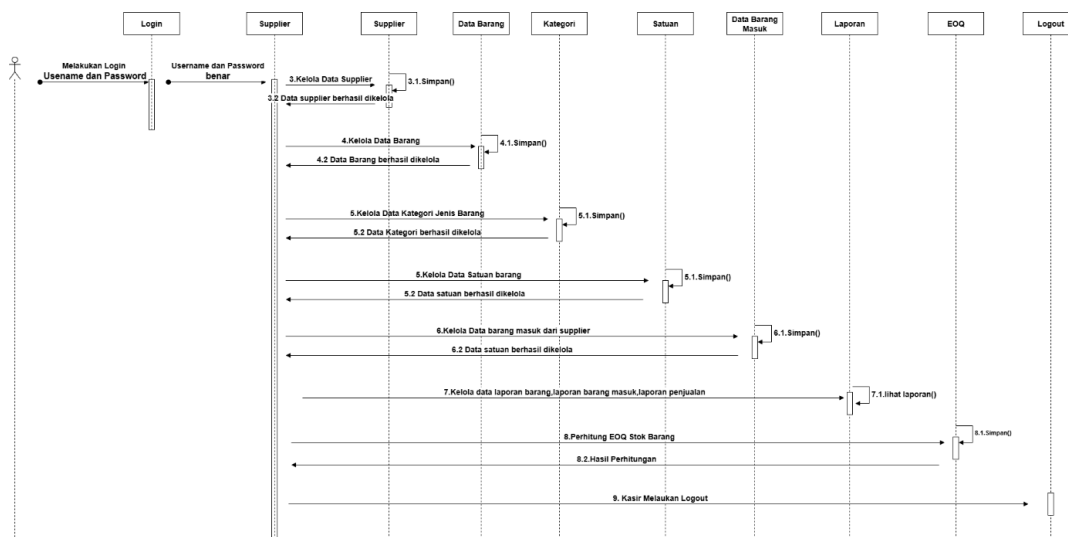 Login
Supplier
Supplier
Data Barang
Kategori
Satuan
Data Barang
Masuk
Laporan
EOQ
Logout
Melakukan Login
Usename dan Password
Username dan Password
benar
3.Kelola Data Supplier
3.1.Simpan()
3.2 Data supplier berhasil dikelola
4.Kelola Data Barang
4.1.Simpan()
4.2 Data Barang berhasil dikelola
5.Kelola Data Kategori Jenis Barang
5.1.Simpan()
5.2 Data Kategori berhasil dikelola
5.Kelola Data Satuan barang
5.1.Simpan()
5.2 Data satuan berhasil dikelola
6.Kelola Data barang masuk dari supplier
6.1.Simpan()
6.2 Data satuan berhasil dikelola
7.Kelola data laporan barang,laporan barang masuk,laporan penjualan
7.1.lihat laporan()
8.Perhitung EOQ Stok Barang
8.1.Simpan()
8.2.Hasil Perhitungan
9. Kasir Melaukan Logout